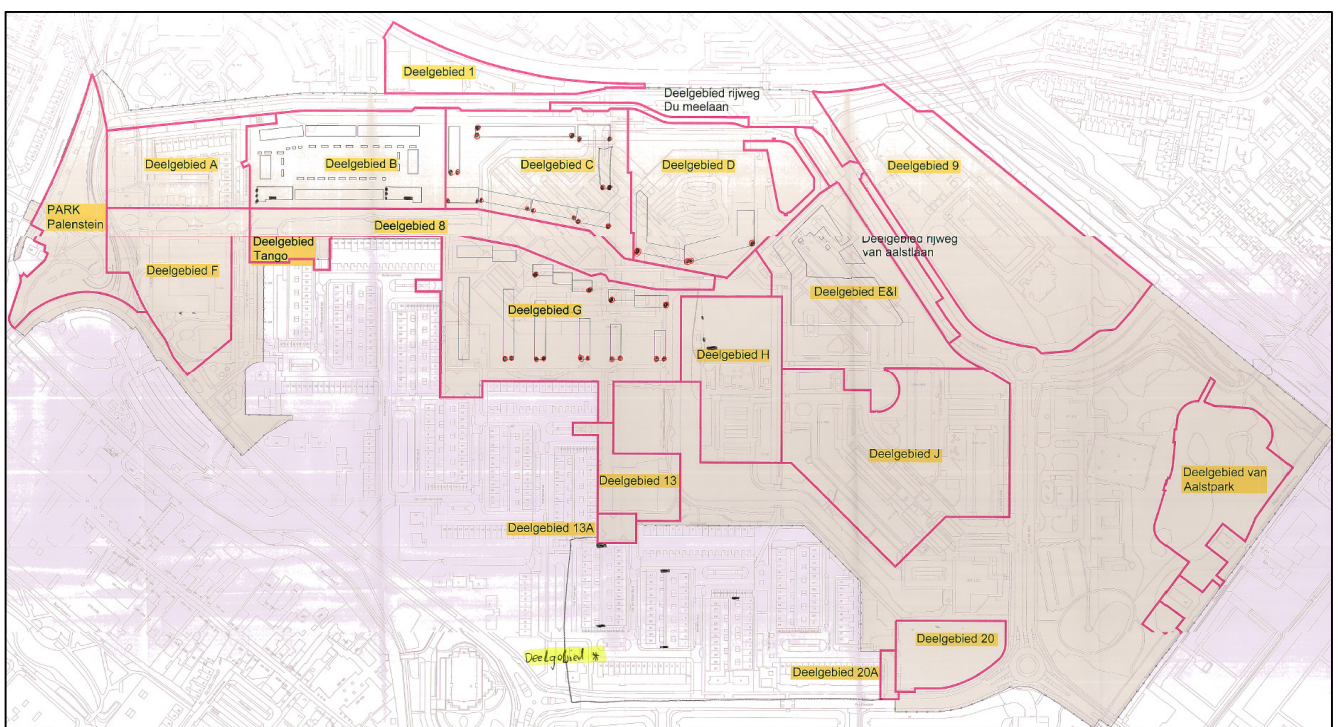 Deelgebied 1
Deelgebied rijweg
Du meelaan
Deelgebied A
Deelgebied B
Deelgebied C
Deelgebied D
Deelgebied 9
PARK
Palenstein
Deelgebied 8
Deelgebied
Tango
Deelgebied rijweg
van aalstlaan
Deelgebied F
Deelgebied E&I
Deelgebied G
Deelgebied H
Deelgebied J
Deelgebied van
Aalstpark
Deelgebied 13
Deelgebied 13A
Deelgebied 20
Deelgebied *
Deelgebied 20A